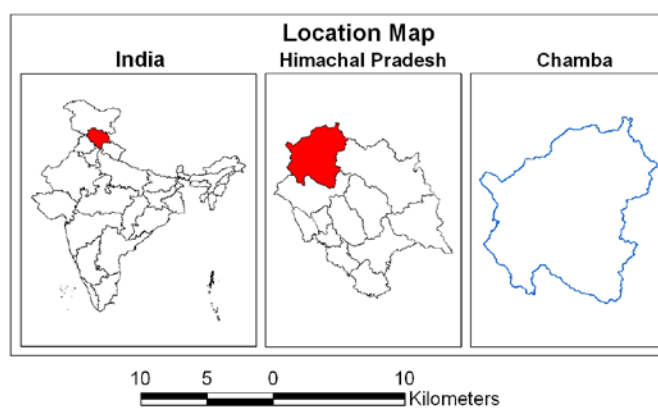 Location Map
India
Himachal Pradesh
Chamba
10 5 0 10
Kilometers